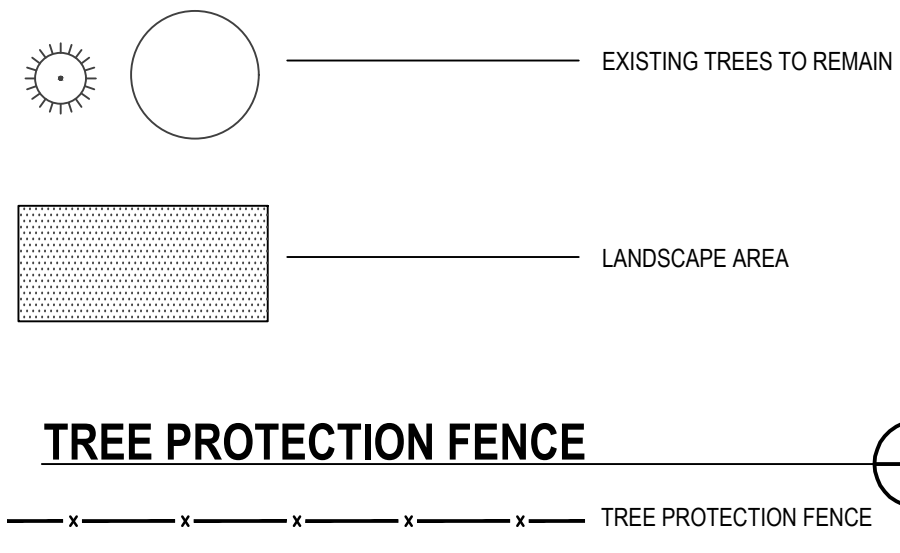 EXISTING TREES TO REMAIN
LANDSCAPE AREA
TREE PROTECTION FENCE
x x x x x TREE PROTECTION FENCE